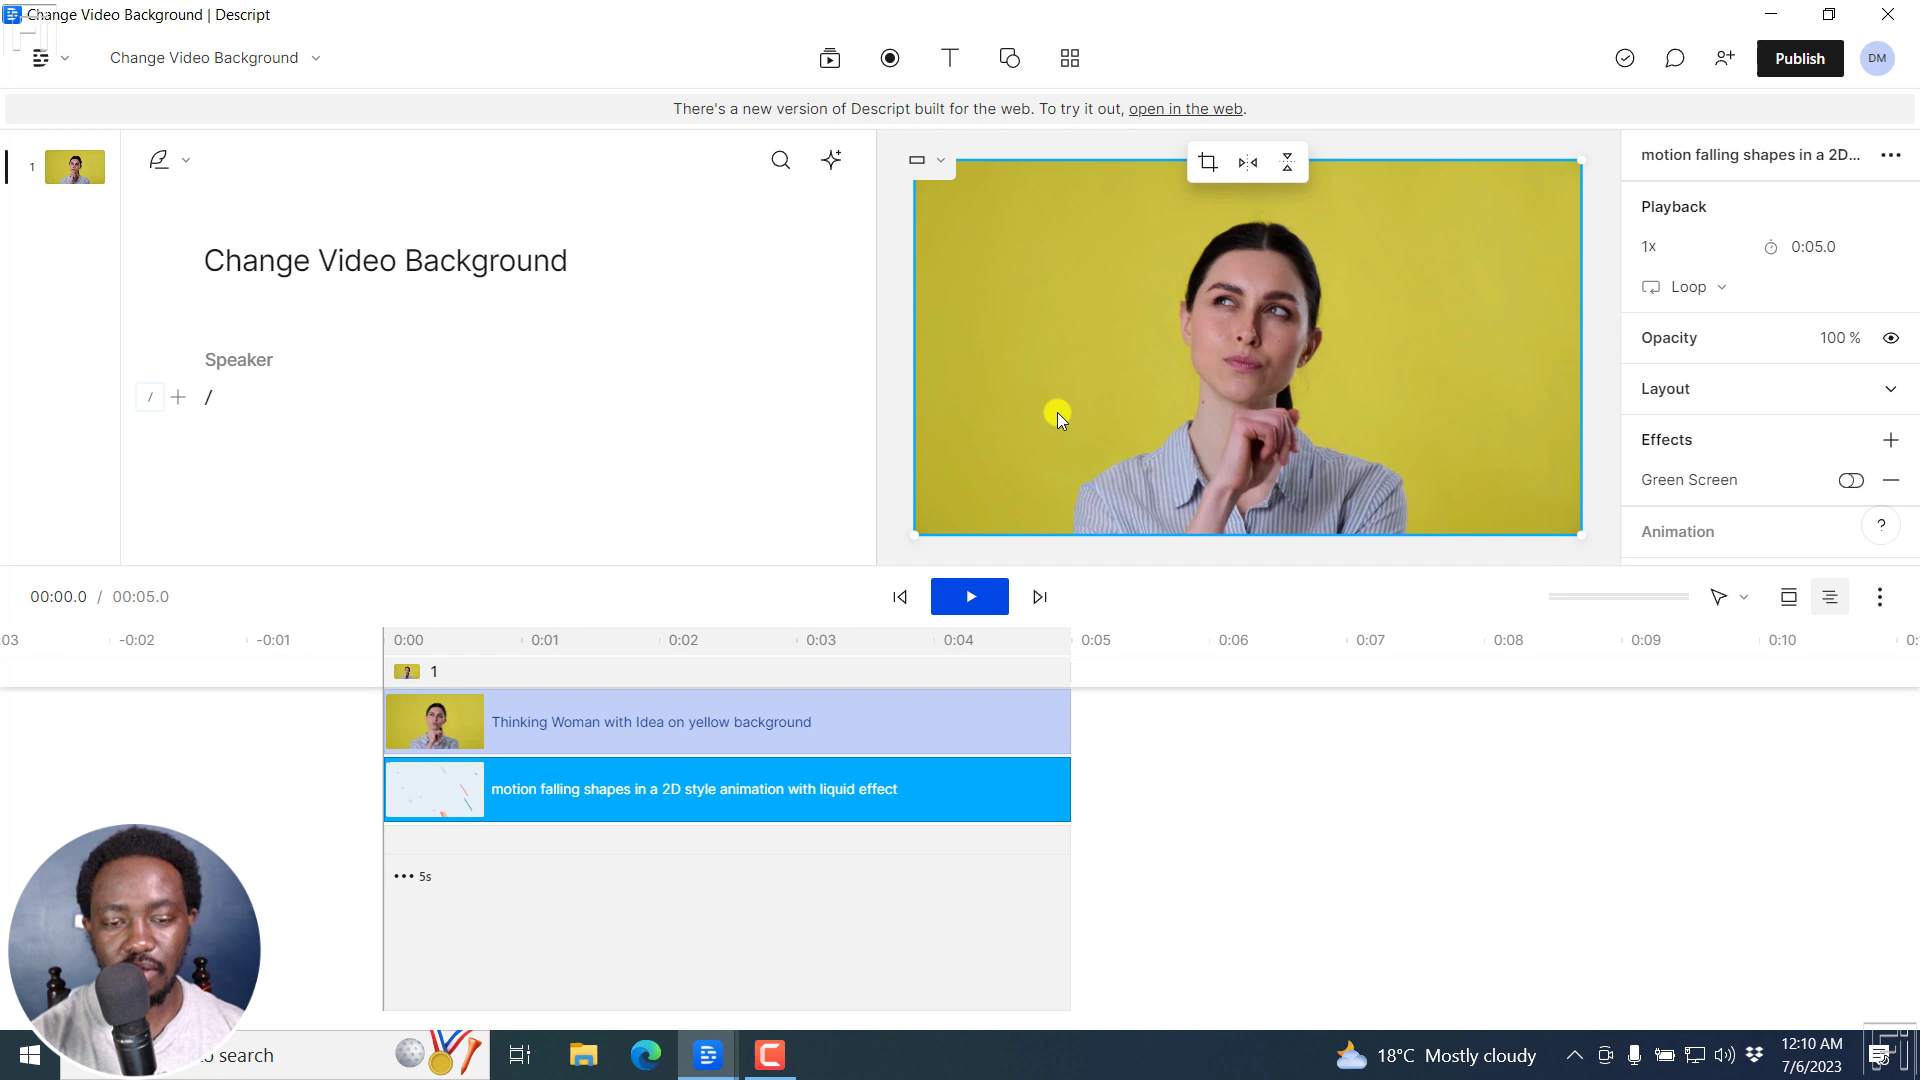 Change Video Background | Descript
Change Video Background
Publish
DM
There's a new version of Descript built for the web. To try it out, open in the web.
1
motion falling shapes in a 2D...
Playback
1x
0:05.0
Loop
Opacity
100 %
Layout
Effects
Green Screen
Animation
?
Change Video Background
Speaker
/
/
00:00.0 / 00:05.0
:03
-0:02
-0:01
0:00
0:01
0:02
0:03
0:04
0:05
0:06
0:07
0:08
0:09
0:10
0:
1
Thinking Woman with Idea on yellow background
motion falling shapes in a 2D style animation with liquid effect
5s
search
18°C Mostly cloudy
12:10 AM
7/6/2023